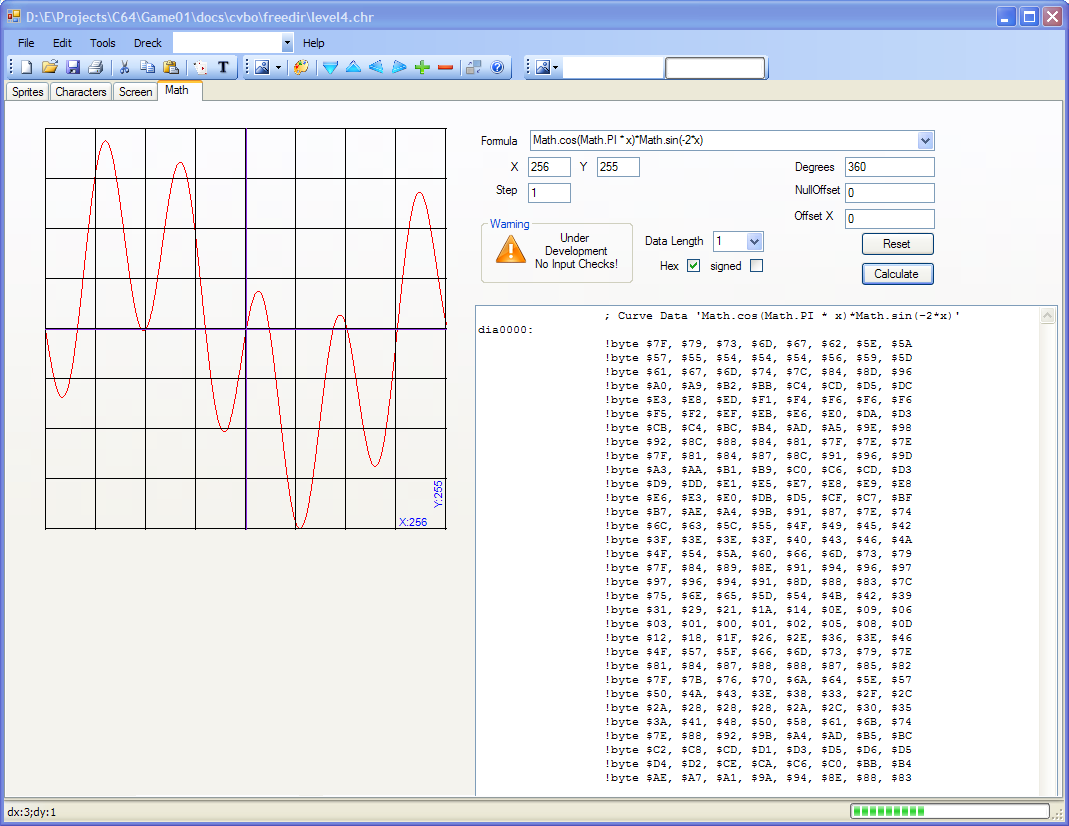 D:\E\Projects\C64\Game01\docs\cvbo\freedir\level4.chr
File Edit Tools Dreck Help
T
Sprites Characters Screen Math
Formula Math.cos(Math.PI * x)*Math.sin(-2*x)
X 256 Y 255 Degrees 360
Step 1 NullOffset 0
Offset X 0
Warning
Under
Development
No Input Checks!
Data Length 1 Reset
Hex signed
Calculate
Y:255
X:256
; Curve Data 'Math.cos(Math.PI * x)*Math.sin(-2*x)'
dia0000:
!byte $7F, $79, $73, $6D, $67, $62, $5E, $5A
!byte $57, $55, $54, $54, $54, $56, $59, $5D
!byte $61, $67, $6D, $74, $7C, $84, $8D, $96
!byte $A0, $A9, $B2, $BB, $C4, $CD, $D5, $DC
!byte $E3, $E8, $ED, $F1, $F4, $F6, $F6, $F6
!byte $F5, $F2, $EF, $EB, $E6, $E0, $DA, $D3
!byte $CB, $C4, $BC, $B4, $AD, $A5, $9E, $98
!byte $92, $8C, $88, $84, $81, $7F, $7E, $7E
!byte $7F, $81, $84, $87, $8C, $91, $96, $9D
!byte $A3, $AA, $B1, $B9, $C0, $C6, $CD, $D3
!byte $D9, $DD, $E1, $E5, $E7, $E8, $E9, $E8
!byte $E6, $E3, $E0, $DB, $D5, $CF, $C7, $BF
!byte $B7, $AE, $A4, $9B, $91, $87, $7E, $74
!byte $6C, $63, $5C, $55, $4F, $49, $45, $42
!byte $3F, $3E, $3E, $3F, $40, $43, $46, $4A
!byte $4F, $54, $5A, $60, $66, $6D, $73, $79
!byte $7F, $84, $89, $8E, $91, $94, $96, $97
!byte $97, $96, $94, $91, $8D, $88, $83, $7C
!byte $75, $6E, $65, $5D, $54, $4B, $42, $39
!byte $31, $29, $21, $1A, $14, $0E, $09, $06
!byte $03, $01, $00, $01, $02, $05, $08, $0D
!byte $12, $18, $1F, $26, $2E, $36, $3E, $46
!byte $4F, $57, $5F, $66, $6D, $73, $79, $7E
!byte $81, $84, $87, $88, $88, $87, $85, $82
!byte $7F, $7B, $76, $70, $6A, $64, $5E, $57
!byte $50, $4A, $43, $3E, $38, $33, $2F, $2C
!byte $2A, $28, $28, $28, $2A, $2C, $30, $35
!byte $3A, $41, $48, $50, $58, $61, $6B, $74
!byte $7E, $88, $92, $9B, $A4, $AD, $B5, $BC
!byte $C2, $C8, $CD, $D1, $D3, $D5, $D6, $D5
!byte $D4, $D2, $CE, $CA, $C6, $C0, $BB, $B4
!byte $AE, $A7, $A1, $9A, $94, $8E, $88, $83
dx:3;dy:1